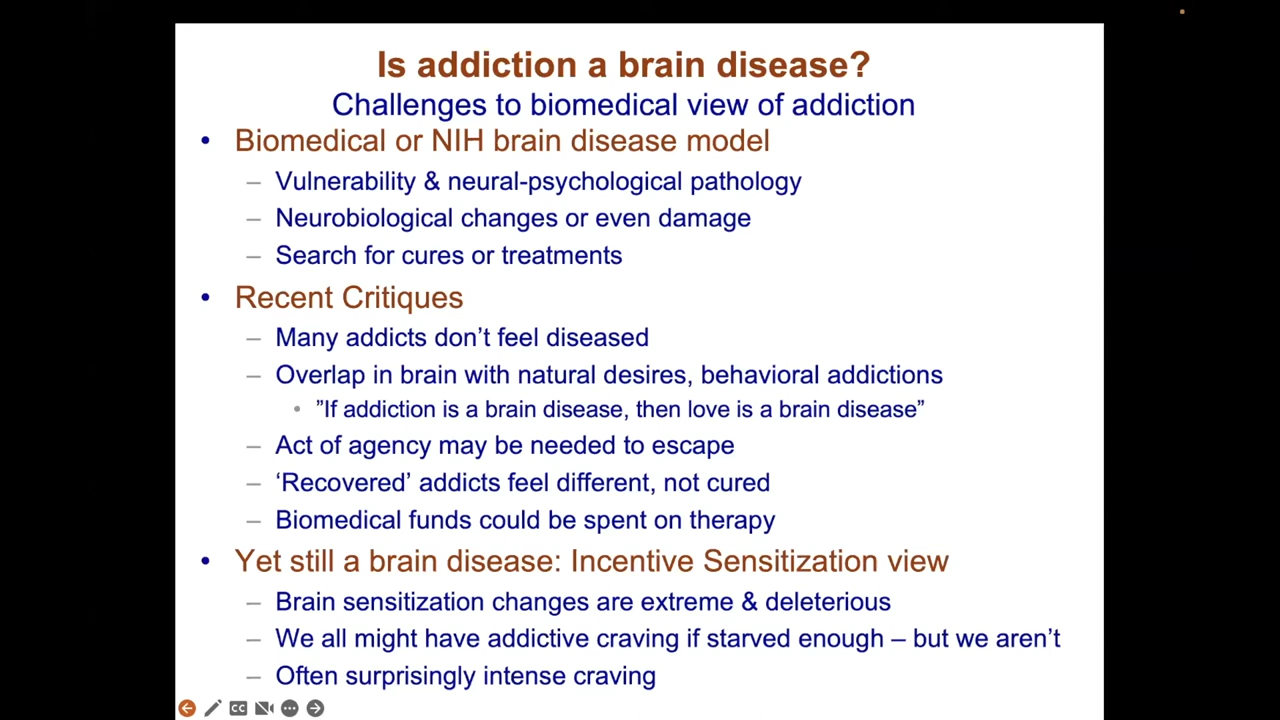 Is addiction a brain disease?
Challenges to biomedical view of addiction
• Biomedical or NIH brain disease model
– Vulnerability & neural-psychological pathology
– Neurobiological changes or even damage
– Search for cures or treatments
• Recent Critiques
– Many addicts don’t feel diseased
– Overlap in brain with natural desires, behavioral addictions
• ”If addiction is a brain disease, then love is a brain disease”
– Act of agency may be needed to escape
– ‘Recovered’ addicts feel different, not cured
– Biomedical funds could be spent on therapy
• Yet still a brain disease: Incentive Sensitization view
– Brain sensitization changes are extreme & deleterious
– We all might have addictive craving if starved enough – but we aren’t
– Often surprisingly intense craving
CC